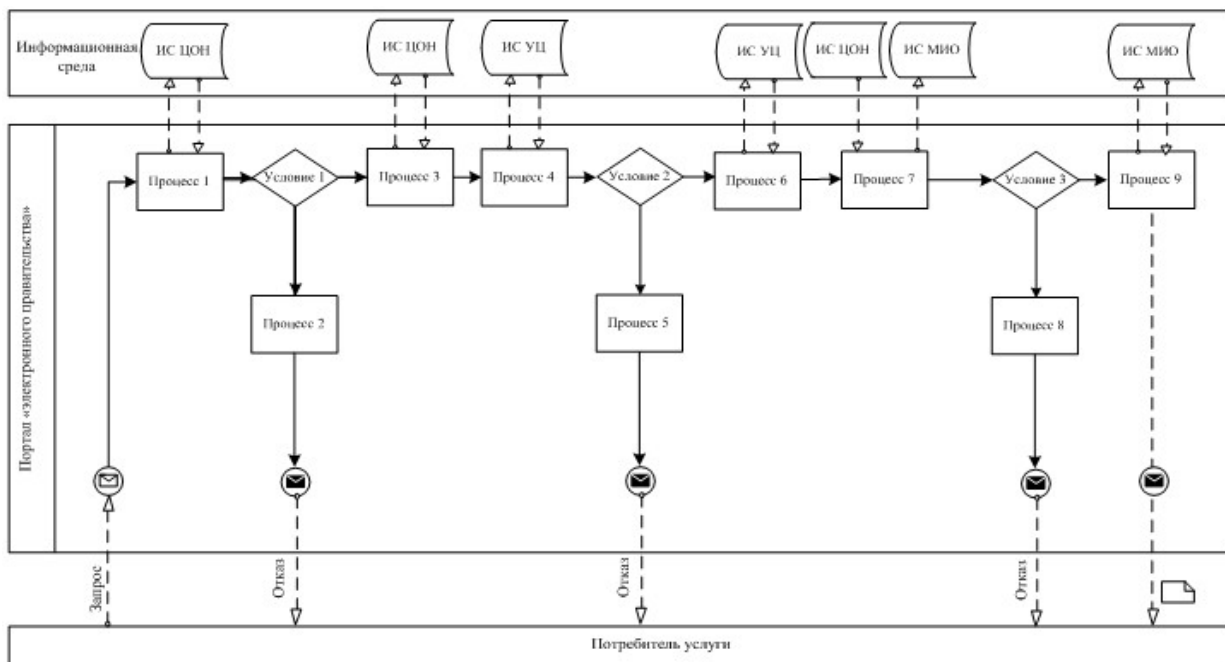 Информационная
среда
ИС ЦОН
ИС ЦОН
ИС УЦ
ИС УЦ
ИС ЦОН
ИС МИО
ИС МИО
Портал «электронного правительства»
Процесс 1
Условие 1
Процесс 3
Процесс 4
Условие 2
Процесс 6
Процесс 7
Условие 3
Процесс 9
Процесс 2
Процесс 5
Процесс 8
Запрос
Отказ
Отказ
Отказ
Потребитель услуги